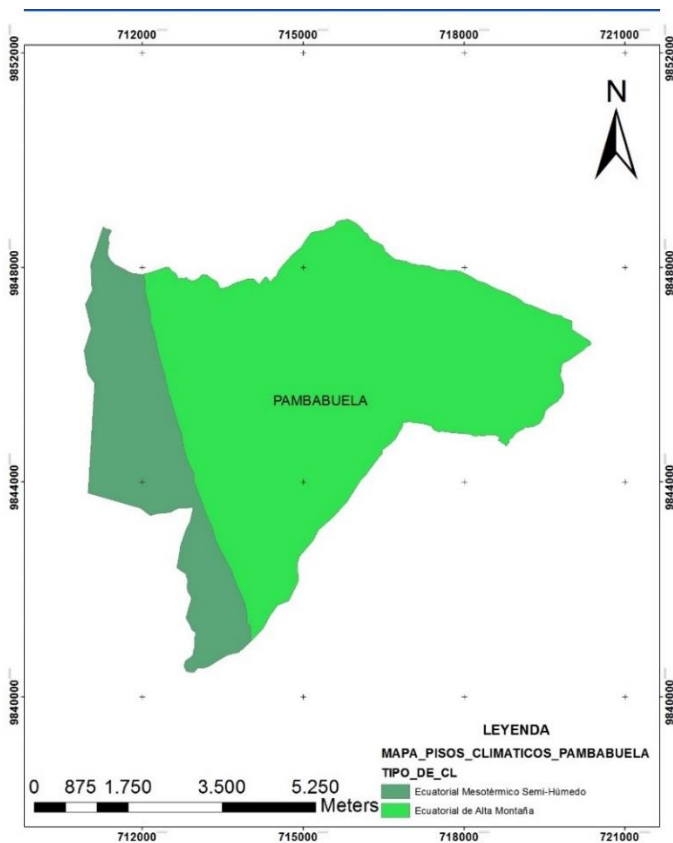 712000 715000 718000 721000
9852000 9852000
N
9848000 9848000
PAMBABUELA
9844000 9844000
9840000 9840000
LEYENDA
MAPA_PISOS_CLIMATICOS_PAMBABUELA
TIPO_DE_CL
Ecuatorial Mesotérmico Semi-Húmedo
Ecuatorial de Alta Montaña
0 875 1.750 3.500 5.250
Meters
712000 715000 718000 721000